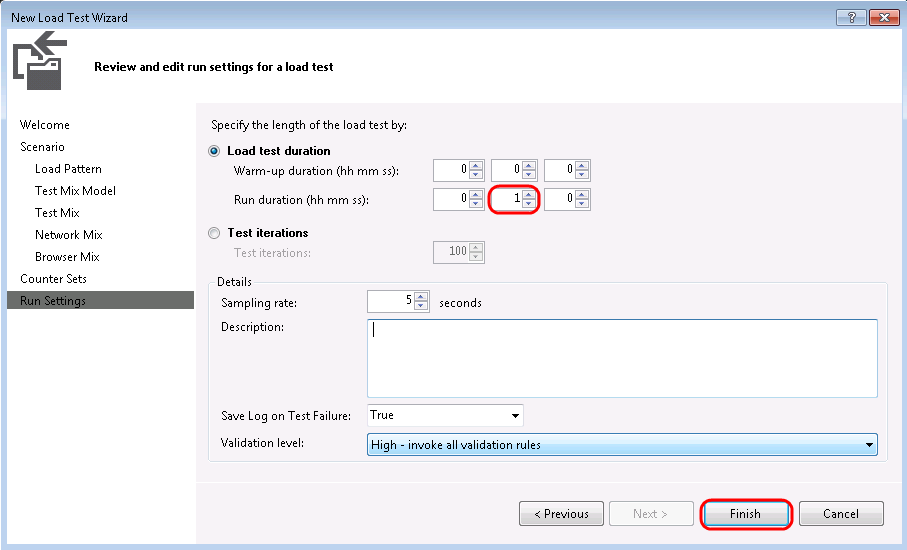 New Load Test Wizard
?
Review and edit run settings for a load test
Welcome
Scenario
Load Pattern
Test Mix Model
Test Mix
Network Mix
Browser Mix
Counter Sets
Run Settings
Specify the length of the load test by:
Load test duration
Warm-up duration (hh mm ss): 0 0 0
Run duration (hh mm ss): 0 1 0
Test iterations
Test iterations: 100
Details
Sampling rate: 5 seconds
Description:
Save Log on Test Failure: True
Validation level: High - invoke all validation rules
< Previous Next > Finish Cancel